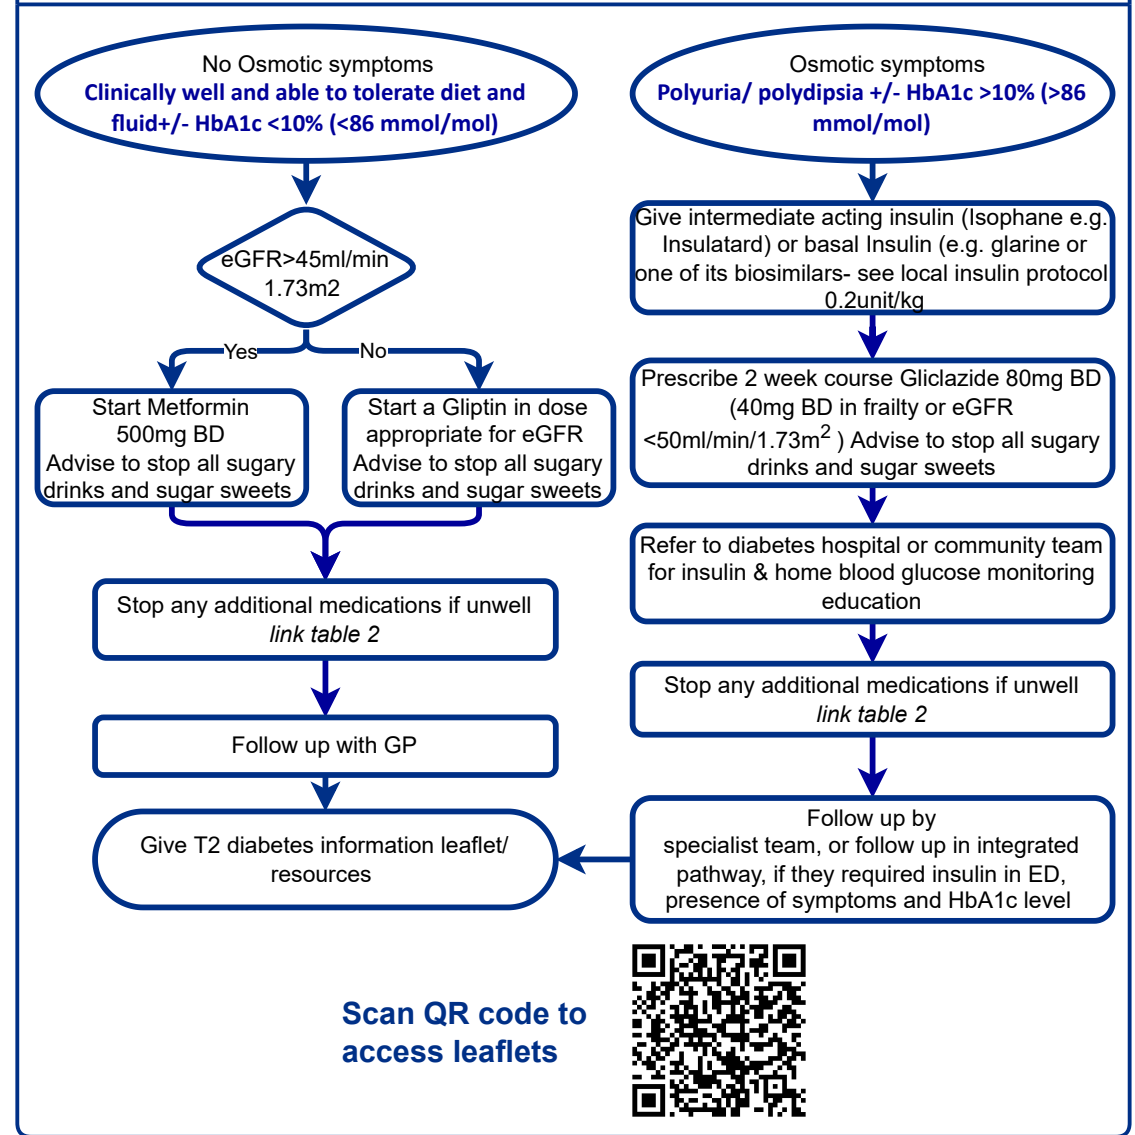 No Osmotic symptoms
Clinically well and able to tolerate diet and
fluid+/- HbA1c <10% (<86 mmol/mol)
eGFR>45ml/min
1.73m2
Yes
No
Start Metformin
500mg BD
Advise to stop all sugary
drinks and sugar sweets
Start a Gliptin in dose
appropriate for eGFR
Advise to stop all sugary
drinks and sugar sweets
Stop any additional medications if unwell
link table 2
Follow up with GP
Give T2 diabetes information leaflet/
resources
Osmotic symptoms
Polyuria/ polydipsia +/- HbA1c >10% (>86
mmol/mol)
Give intermediate acting insulin (Isophane e.g.
Insulatard) or basal Insulin (e.g. glarine or
one of its biosimilars- see local insulin protocol
0.2unit/kg
Prescribe 2 week course Gliclazide 80mg BD
(40mg BD in frailty or eGFR
<50ml/min/1.73m2 ) Advise to stop all sugary
drinks and sugar sweets
Refer to diabetes hospital or community team
for insulin & home blood glucose monitoring
education
Stop any additional medications if unwell
link table 2
Follow up by
specialist team, or follow up in integrated
pathway, if they required insulin in ED,
presence of symptoms and HbA1c level
Scan QR code to
access leaflets